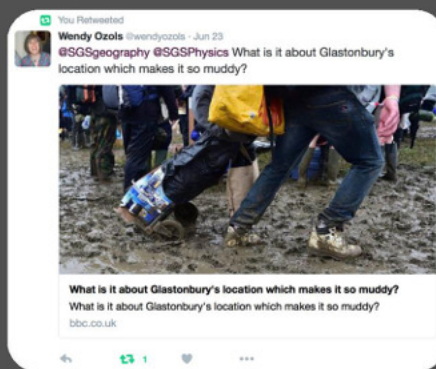 You Retweeted
Wendy Ozols @wendyozols · Jun 23
@SGSgeography @SGSPhysics What is it about Glastonbury's
location which makes it so muddy?
What is it about Glastonbury's location which makes it so muddy?
What is it about Glastonbury's location which makes it so muddy?
bbc.co.uk
1